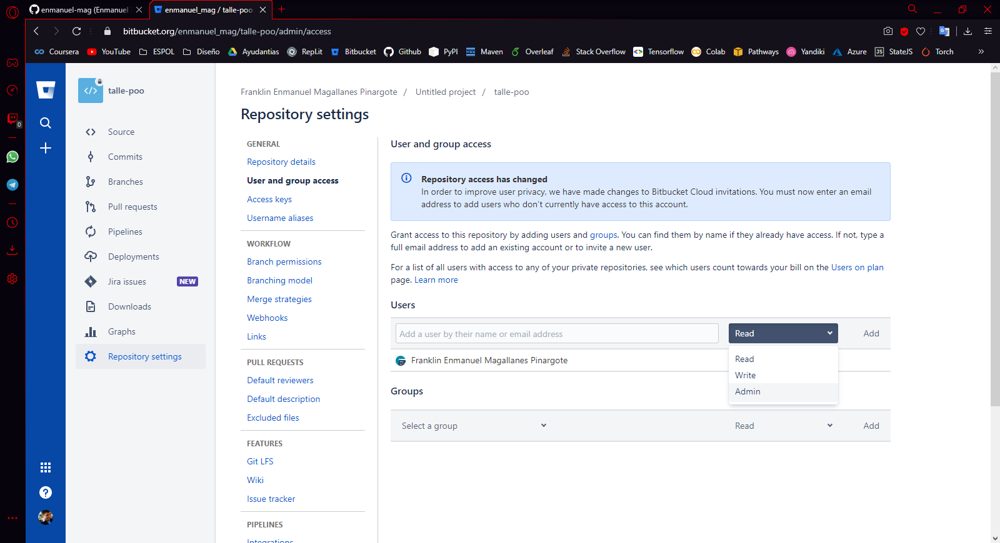 enmanuel-mag (Enmanuel
enmanuel_mag / talle-poo
bitbucket.org/enmanuel_mag/talle-poo/admin/access
Coursera YouTube ESPOL Diseño Ayudantias Repl.it Bitbucket Github PyPI Maven Overleaf Stack Overflow Tensorflow Colab Pathways Yandiki Azure StateJS Torch
0
talle-poo
Source
Commits
Branches
Pull requests
Pipelines
Deployments
Jira issues NEW
Downloads
Graphs
Repository settings
Franklin Enmanuel Magallanes Pinargote / Untitled project / talle-poo
Repository settings
GENERAL
Repository details
User and group access
Access keys
Username aliases
WORKFLOW
Branch permissions
Branching model
Merge strategies
Webhooks
Links
PULL REQUESTS
Default reviewers
Default description
Excluded files
FEATURES
Git LFS
Wiki
Issue tracker
PIPELINES
Integrations
User and group access
Repository access has changed
In order to improve user privacy, we have made changes to Bitbucket Cloud invitations. You must now enter an email
address to add users who don’t currently have access to this account.
Grant access to this repository by adding users and groups. You can find them by name if they already have access. If not, type a
full email address to add an existing account or to invite a new user.
For a list of all users with access to any of your private repositories, see which users count towards your bill on the Users on plan
page. Learn more
Users
Add a user by their name or email address Read Add
Franklin Enmanuel Magallanes Pinargote
Read
Write
Admin
Groups
Select a group Read Add